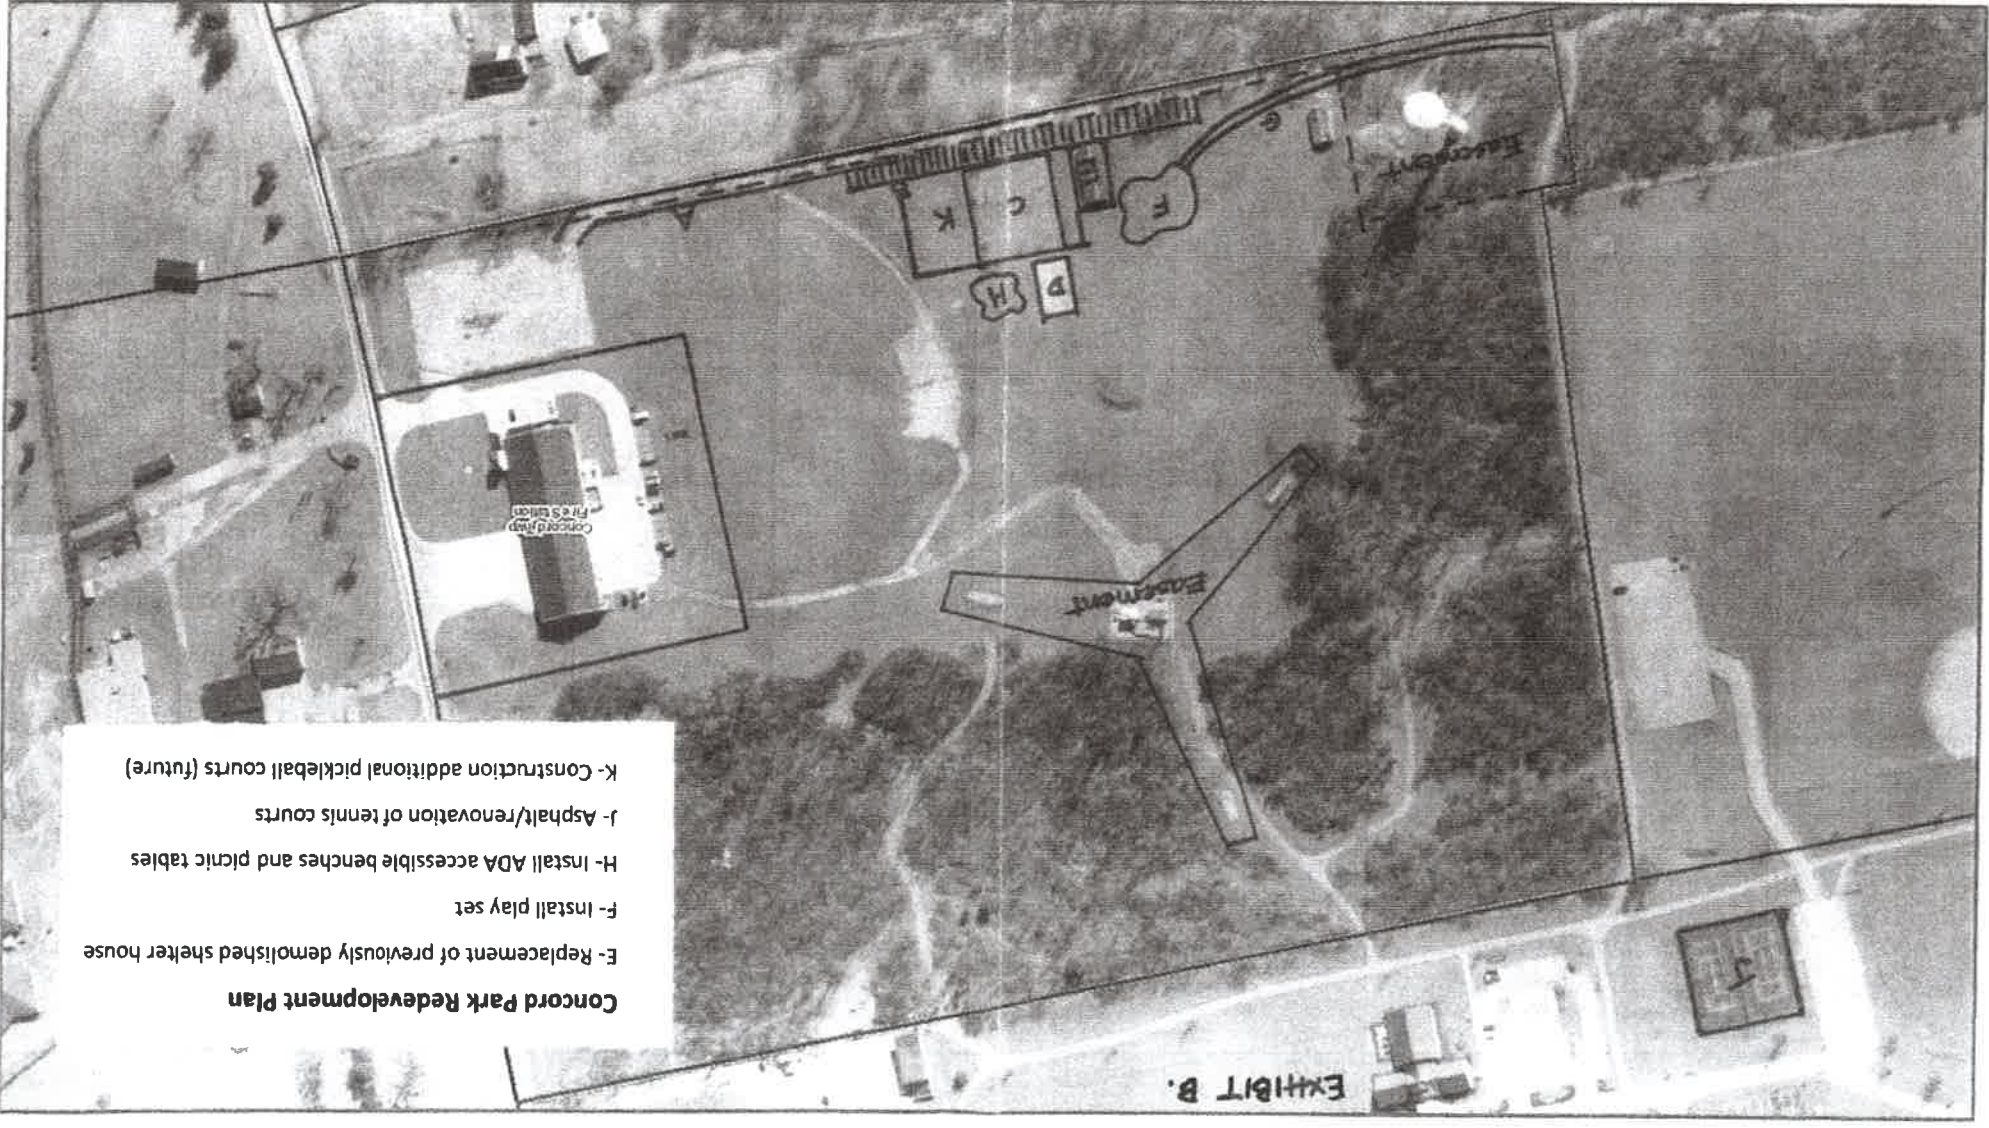 EXHIBIT B.
Concord Park Redevelopment Plan
E- Replacement of previously demolished shelter house
F- Install play set
H- Install ADA accessible benches and picnic tables
J- Asphalt/renovation of tennis courts
K- Construction additional pickleball courts (future)
J
Easement
Concord Twp
Fire Station
D
H
F
C
K
G
Easement
A